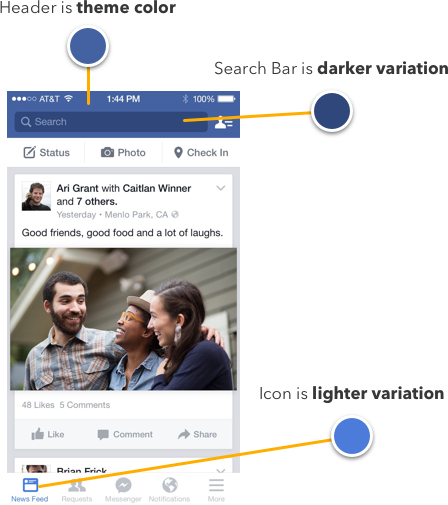 Header is theme color
Search Bar is darker variation
AT&T 1:44 PM 100%
Search
Status Photo Check In
Ari Grant with Caitlan Winner
and 7 others.
Yesterday • Menlo Park, CA
Good friends, good food and a lot of laughs.
Icon is lighter variation
48 Likes 5 Comments
Like Comment Share
Brian Frick
News Feed Requests Messenger Notifications More